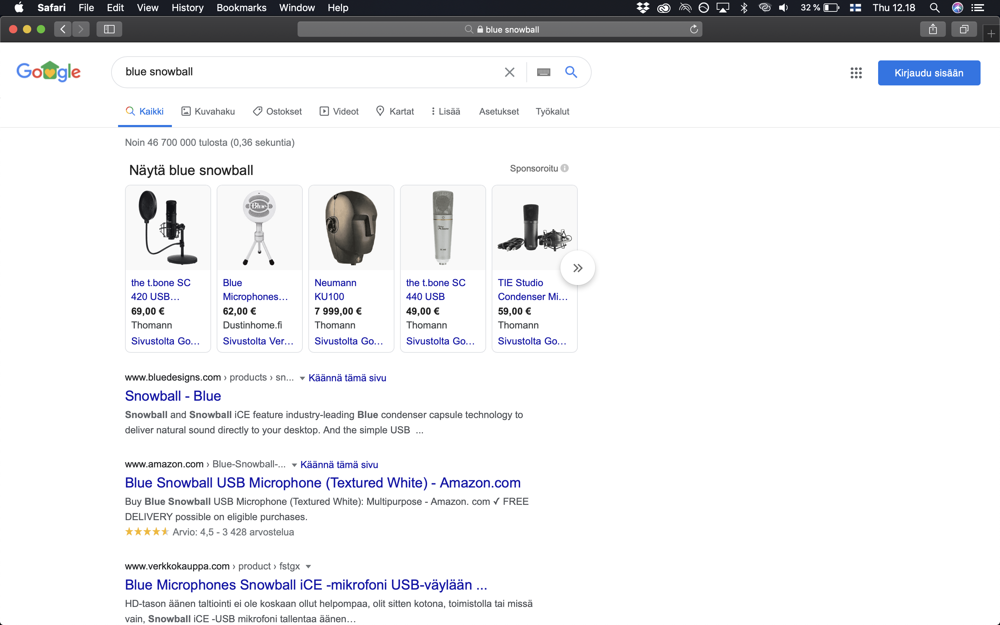 Safari File Edit View History Bookmarks Window Help 32 % Thu 12.18
blue snowball
Google
blue snowball
Kirjaudu sisään
Kaikki Kuvahaku Ostokset Videot Kartat Lisää Asetukset Työkalut
Noin 46 700 000 tulosta (0,36 sekuntia)
Näytä blue snowball
Sponsoroitu
Blue
the t.bone
SC 440
the t.bone SC
420 USB...
69,00 €
Thomann
Sivustolta Go...
Blue
Microphones...
62,00 €
Dustinhome.fi
Sivustolta Ver...
Neumann
KU100
7 999,00 €
Thomann
Sivustolta Go...
the t.bone SC
440 USB
49,00 €
Thomann
Sivustolta Go...
TIE Studio
Condenser Mi...
59,00 €
Thomann
Sivustolta Go...
www.bluedesigns.com › products › sn... Käännä tämä sivu
Snowball - Blue
Snowball and Snowball iCE feature industry-leading Blue condenser capsule technology to
deliver natural sound directly to your desktop. And the simple USB ...
www.amazon.com › Blue-Snowball-... Käännä tämä sivu
Blue Snowball USB Microphone (Textured White) - Amazon.com
Buy Blue Snowball USB Microphone (Textured White): Multipurpose - Amazon. com ✓ FREE
DELIVERY possible on eligible purchases.
Arvio: 4,5 - 3 428 arvostelua
www.verkkokauppa.com › product › fstgx
Blue Microphones Snowball iCE -mikrofoni USB-väylään ...
HD-tason äänen taltiointi ei ole koskaan ollut helpompaa, olit sitten kotona, toimistolla tai missä
vain, Snowball iCE -USB mikrofoni tallentaa äänen...